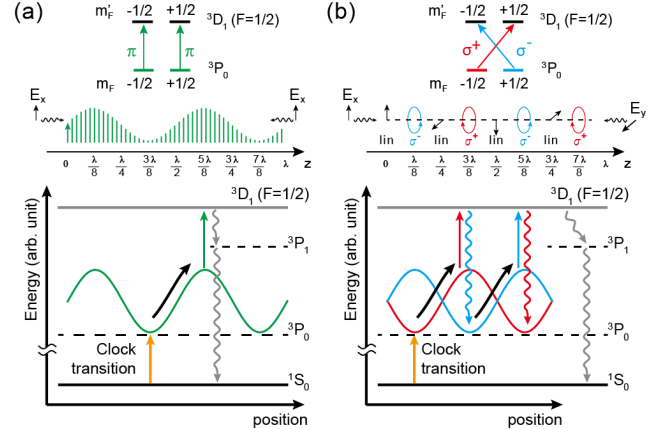 (a)
m'F -1/2 +1/2 ³D₁ (F=1/2)
π π
³P₀
mF -1/2 +1/2
Ex Ex
0 λ/8 λ/4 3λ/8 λ/2 5λ/8 3λ/4 7λ/8 λ z
³D₁ (F=1/2)
³P₁
Energy (arb. unit)
³P₀
Clock
transition
¹S₀
position
(b)
m'F -1/2 +1/2 ³D₁ (F=1/2)
σ⁺ σ⁻
³P₀
mF -1/2 +1/2
Ex Ey
lin σ⁻ lin σ⁺ lin σ⁻ lin σ⁺
0 λ/8 λ/4 3λ/8 λ/2 5λ/8 3λ/4 7λ/8 λ z
³D₁ (F=1/2)
³P₁
Energy (arb. unit)
³P₀
Clock
transition
¹S₀
position